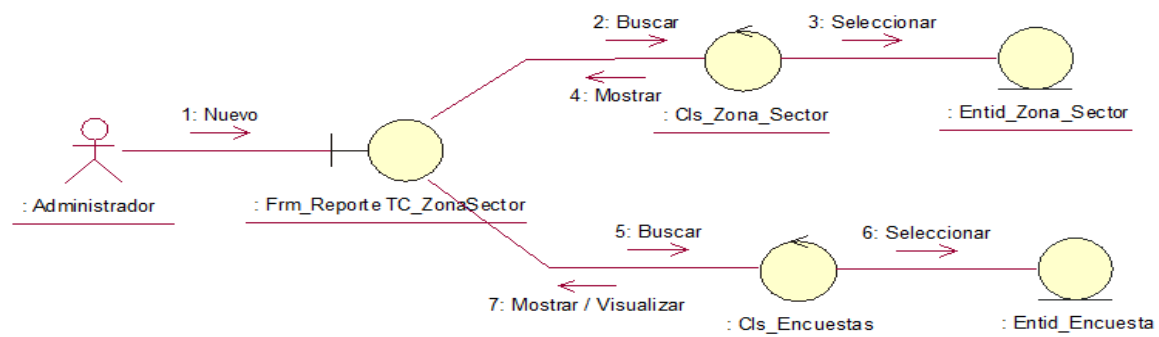 2: Buscar
3: Seleccionar
4: Mostrar
: Cls_Zona_Sector
: Entid_Zona_Sector
1: Nuevo
: Administrador
: Frm_Reporte TC_ZonaSector
5: Buscar
6: Seleccionar
7: Mostrar / Visualizar
: Cls_Encuestas
: Entid_Encuesta